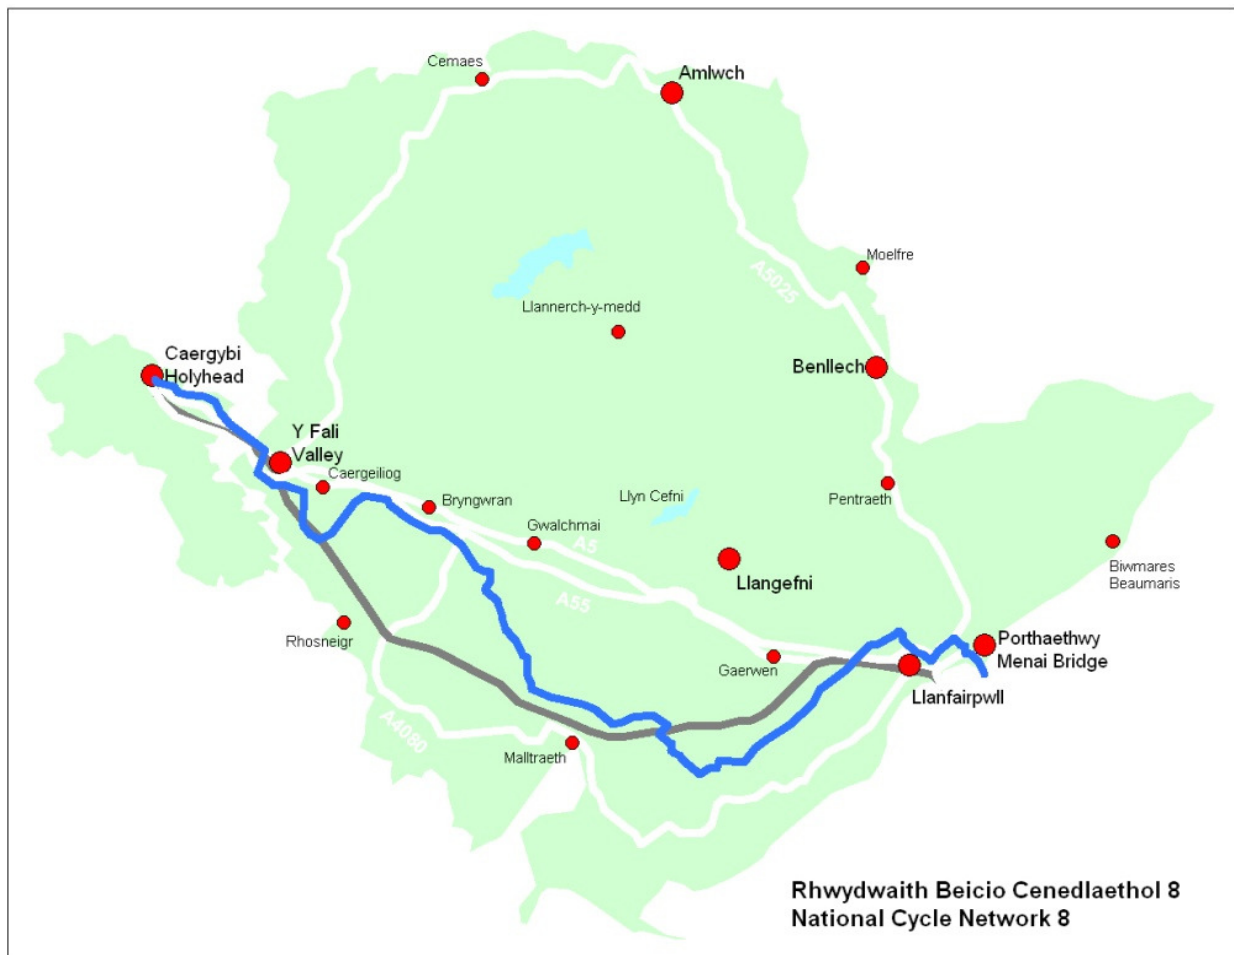 Cemaes
Amlwch
A5025
Moelfre
Llannerch-y-medd
Caergybi
Holyhead
Benllech
Y Fali
Valley
Caergeiliog
Bryngwran
Llyn Cefni
Pentraeth
Gwalchmai
A5
Llangefni
Biwmares
Beaumaris
A55
Rhosneigr
Gaerwen
Porthaethwy
Menai Bridge
Llanfairpwll
A4080
Malltraeth
Rhwydwaith Beicio Cenedlaethol 8
National Cycle Network 8